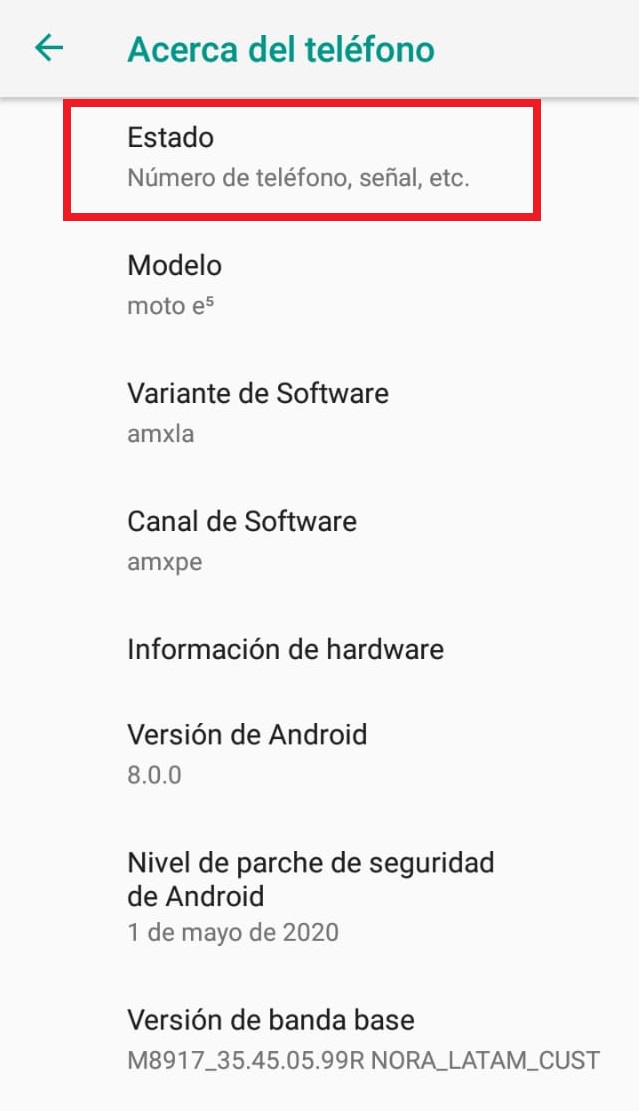 Acerca del teléfono
Estado
Número de teléfono, señal, etc.
Modelo
moto e⁵
Variante de Software
amxla
Canal de Software
amxpe
Información de hardware
Versión de Android
8.0.0
Nivel de parche de seguridad
de Android
1 de mayo de 2020
Versión de banda base
M8917_35.45.05.99R NORA_LATAM_CUST